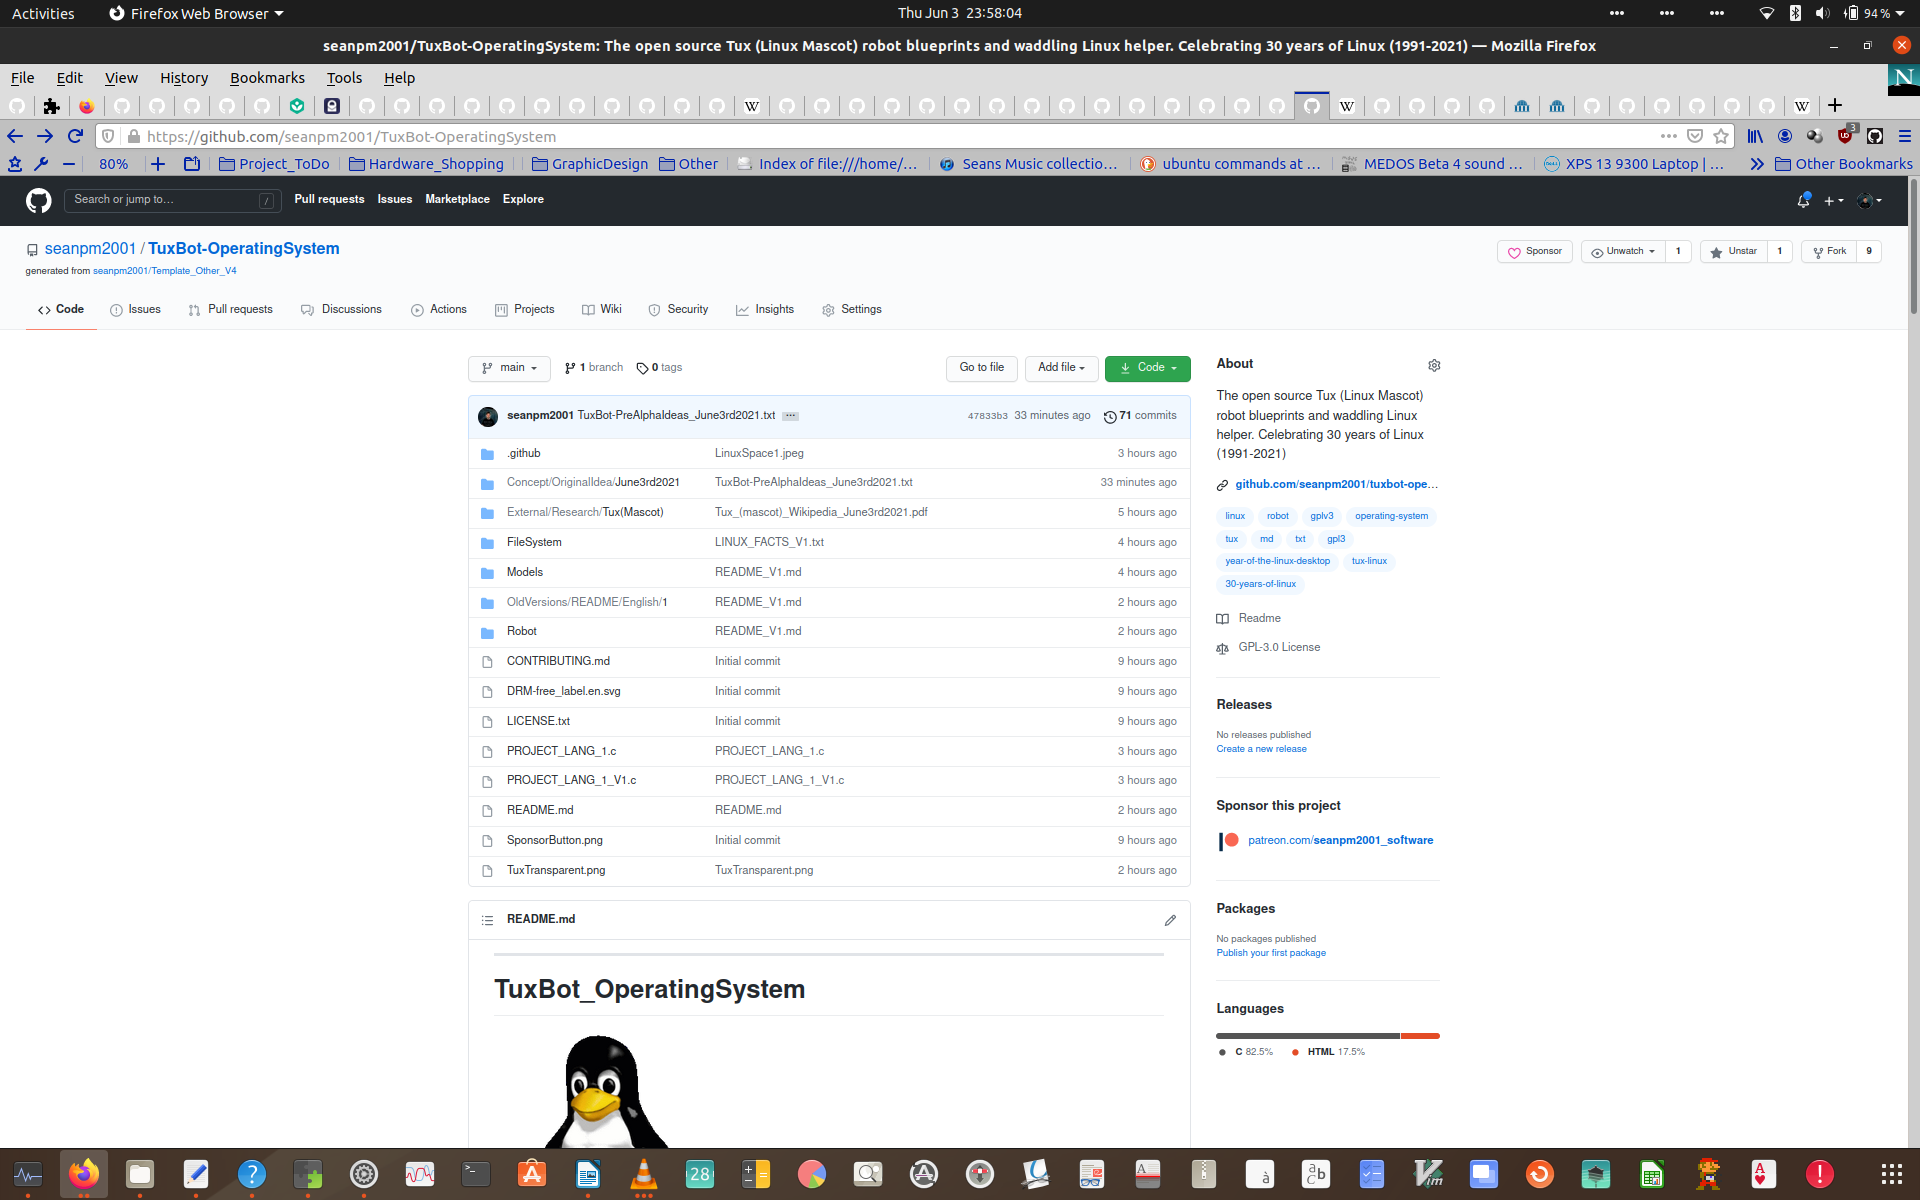 Activities
Firefox Web Browser
Thu Jun 3 23:58:04
94 %
seanpm2001/TuxBot-OperatingSystem: The open source Tux (Linux Mascot) robot blueprints and waddling Linux helper. Celebrating 30 years of Linux (1991-2021) — Mozilla Firefox
File Edit View History Bookmarks Tools Help
https://github.com/seanpm2001/TuxBot-OperatingSystem
3
80%
Project_ToDo
Hardware_Shopping
GraphicDesign
Other
Index of file:///home/…
Seans Music collectio…
ubuntu commands at …
MEDOS Beta 4 sound …
XPS 13 9300 Laptop | …
Other Bookmarks
Search or jump to…
/
Pull requests Issues Marketplace Explore
seanpm2001 / TuxBot-OperatingSystem
generated from seanpm2001/Template_Other_V4
Sponsor
Unwatch 1
Unstar 1
Fork 9
Code
Issues
Pull requests
Discussions
Actions
Projects
Wiki
Security
Insights
Settings
main
1 branch
0 tags
Go to file
Add file
Code
seanpm2001 TuxBot-PreAlphaIdeas_June3rd2021.txt ... 47833b3 33 minutes ago 71 commits
.github LinuxSpace1.jpeg 3 hours ago
Concept/OriginalIdea/June3rd2021 TuxBot-PreAlphaIdeas_June3rd2021.txt 33 minutes ago
External/Research/Tux(Mascot) Tux_(mascot)_Wikipedia_June3rd2021.pdf 5 hours ago
FileSystem LINUX_FACTS_V1.txt 4 hours ago
Models README_V1.md 4 hours ago
OldVersions/README/English/1 README_V1.md 2 hours ago
Robot README_V1.md 2 hours ago
CONTRIBUTING.md Initial commit 9 hours ago
DRM-free_label.en.svg Initial commit 9 hours ago
LICENSE.txt Initial commit 9 hours ago
PROJECT_LANG_1.c PROJECT_LANG_1.c 3 hours ago
PROJECT_LANG_1_V1.c PROJECT_LANG_1_V1.c 3 hours ago
README.md README.md 2 hours ago
SponsorButton.png Initial commit 9 hours ago
TuxTransparent.png TuxTransparent.png 2 hours ago
README.md
TuxBot_OperatingSystem
About
The open source Tux (Linux Mascot)
robot blueprints and waddling Linux
helper. Celebrating 30 years of Linux
(1991-2021)
github.com/seanpm2001/tuxbot-ope…
linux robot gplv3 operating-system
tux md txt gpl3
year-of-the-linux-desktop tux-linux
30-years-of-linux
Readme
GPL-3.0 License
Releases
No releases published
Create a new release
Sponsor this project
patreon.com/seanpm2001_software
Packages
No packages published
Publish your first package
Languages
C 82.5% HTML 17.5%
28